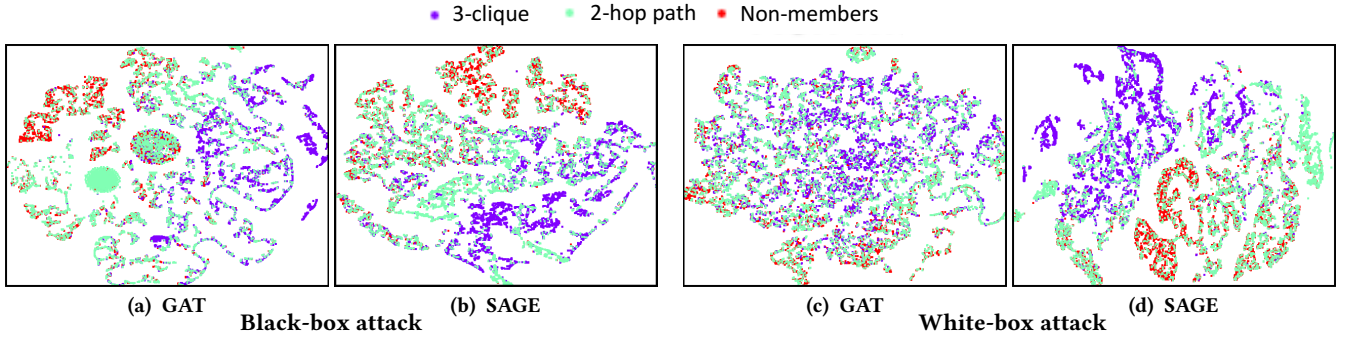 3-clique 2-hop path Non-members
(a) GAT (b) SAGE (c) GAT (d) SAGE
Black-box attack White-box attack